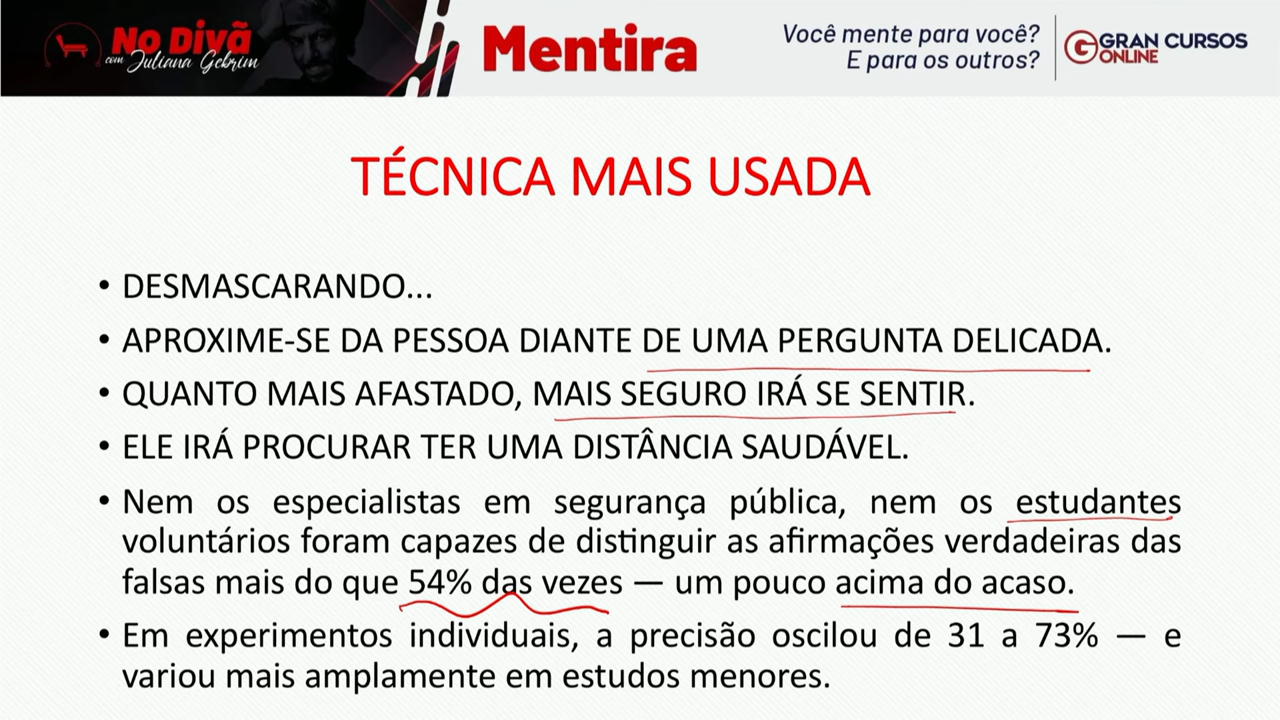 No Divã
com Juliana Gebrim
Mentira
Você mente para você?
E para os outros?
GRAN CURSOS
ONLINE
TÉCNICA MAIS USADA
• DESMASCARANDO...
• APROXIME-SE DA PESSOA DIANTE DE UMA PERGUNTA DELICADA.
• QUANTO MAIS AFASTADO, MAIS SEGURO IRÁ SE SENTIR.
• ELE IRÁ PROCURAR TER UMA DISTÂNCIA SAUDÁVEL.
• Nem os especialistas em segurança pública, nem os estudantes
voluntários foram capazes de distinguir as afirmações verdadeiras das
falsas mais do que 54% das vezes — um pouco acima do acaso.
• Em experimentos individuais, a precisão oscilou de 31 a 73% — e
variou mais amplamente em estudos menores.